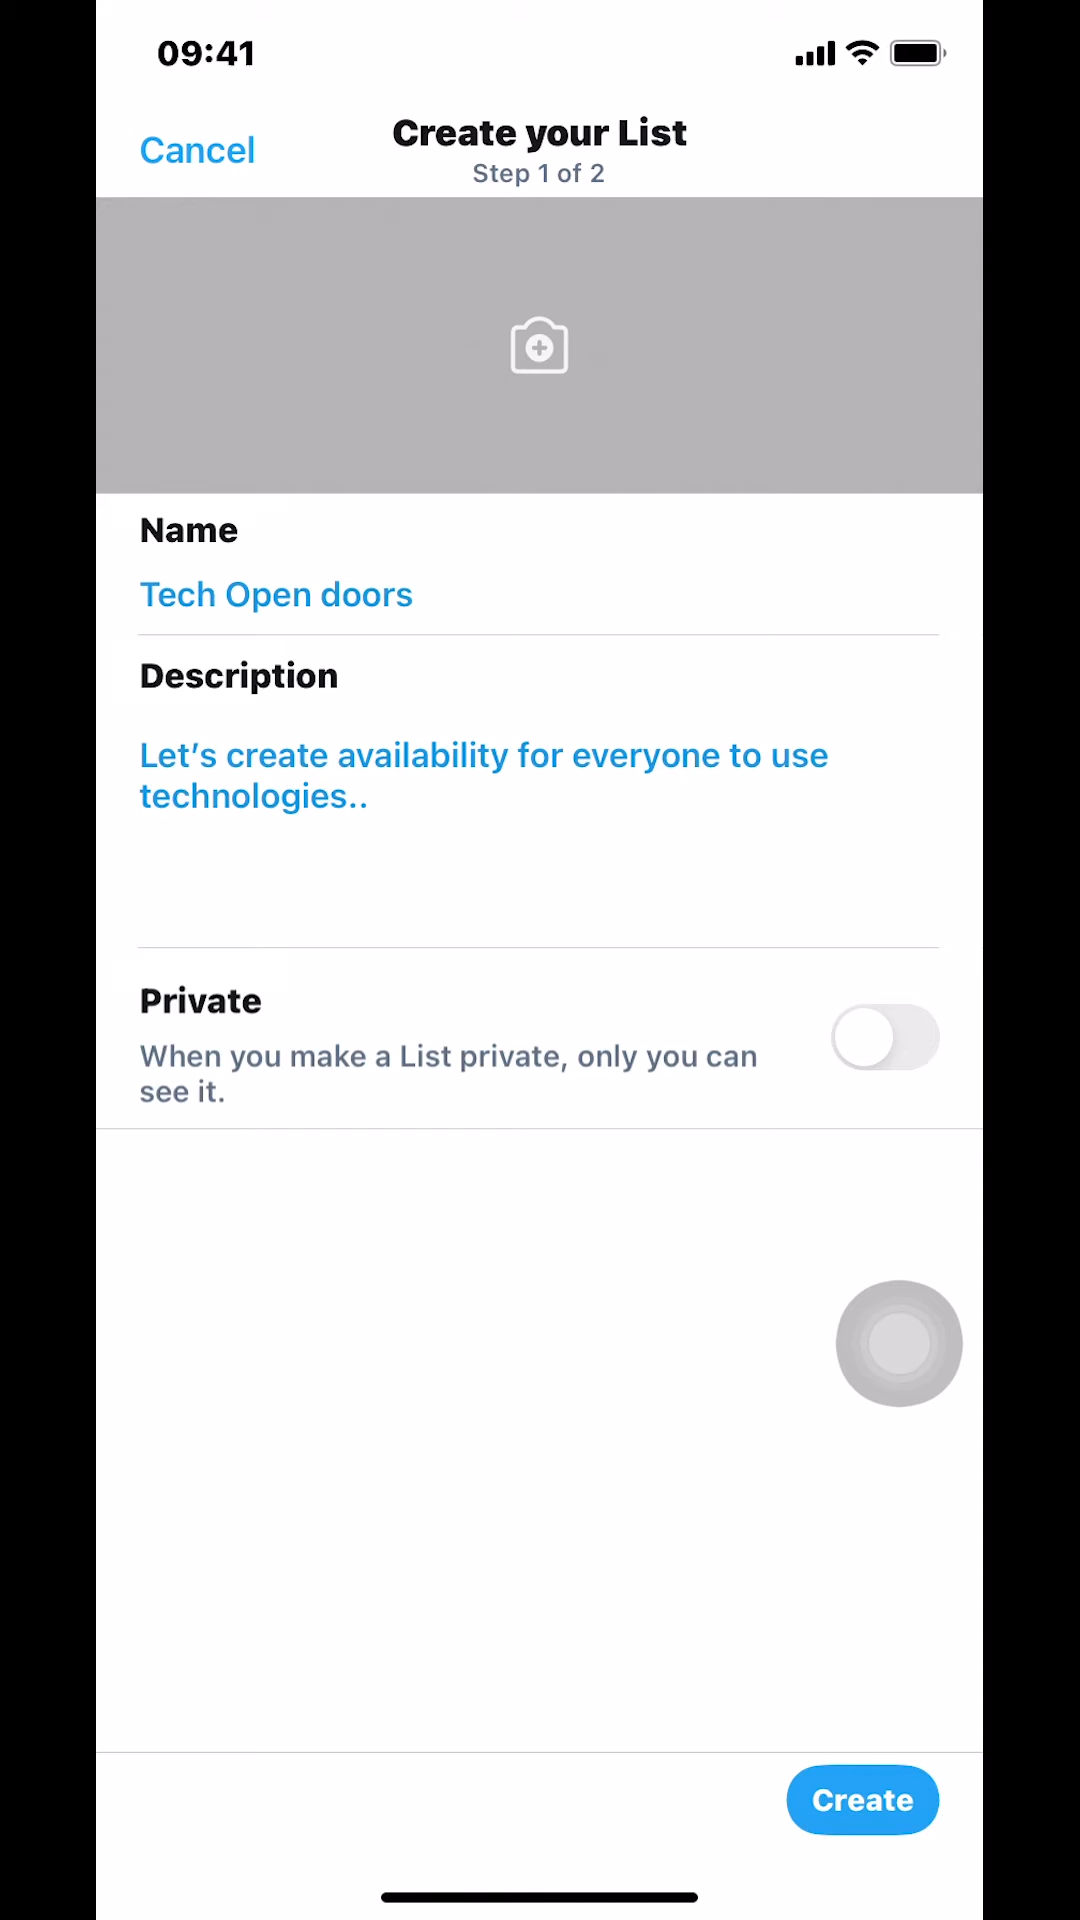 09:41
Cancel
Create your List
Step 1 of 2
Name
Tech Open doors
Description
Let’s create availability for everyone to use
technologies..
Private
When you make a List private, only you can
see it.
Create